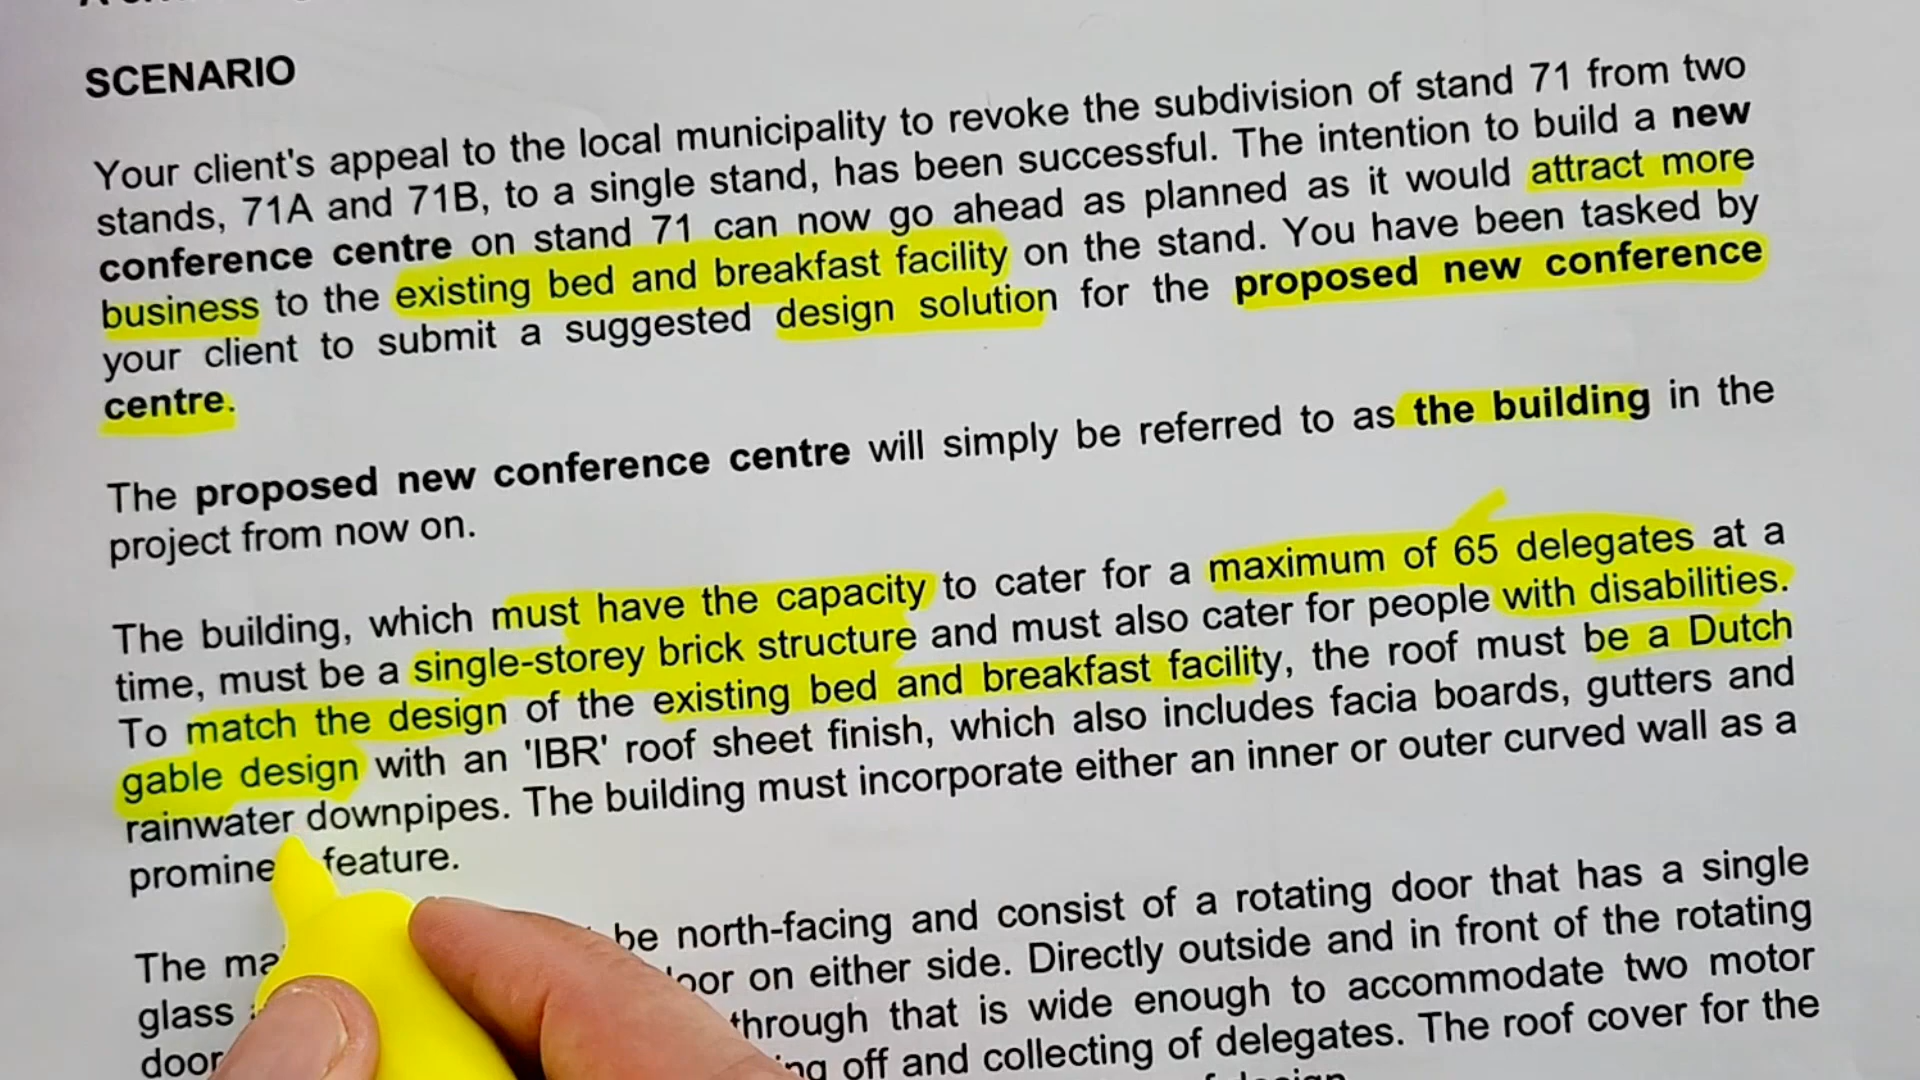 SCENARIO
Your client's appeal to the local municipality to revoke the subdivision of stand 71 from two
stands, 71A and 71B, to a single stand, has been successful. The intention to build a new
conference centre on stand 71 can now go ahead as planned as it would attract more
business to the existing bed and breakfast facility on the stand. You have been tasked by
your client to submit a suggested design solution for the proposed new conference
centre.
The proposed new conference centre will simply be referred to as the building in the
project from now on.
The building, which must have the capacity to cater for a maximum of 65 delegates at a
time, must be a single-storey brick structure and must also cater for people with disabilities.
To match the design of the existing bed and breakfast facility, the roof must be a Dutch
gable design with an 'IBR' roof sheet finish, which also includes facia boards, gutters and
rainwater downpipes. The building must incorporate either an inner or outer curved wall as a
feature.
The be north-facing and consist of a rotating door that has a single
glass on either side. Directly outside and in front of the rotating
door through that is wide enough to accommodate two motor
off and collecting of delegates. The roof cover for the